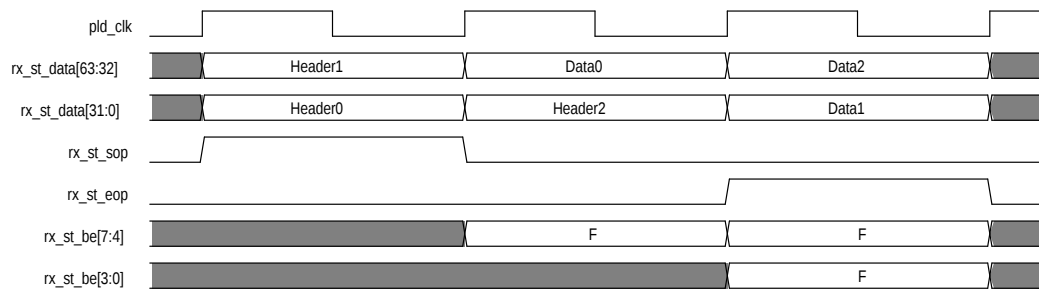 pld_clk
rx_st_data[63:32] Header1 Data0 Data2
rx_st_data[31:0] Header0 Header2 Data1
rx_st_sop
rx_st_eop
rx_st_be[7:4] F F
rx_st_be[3:0] F